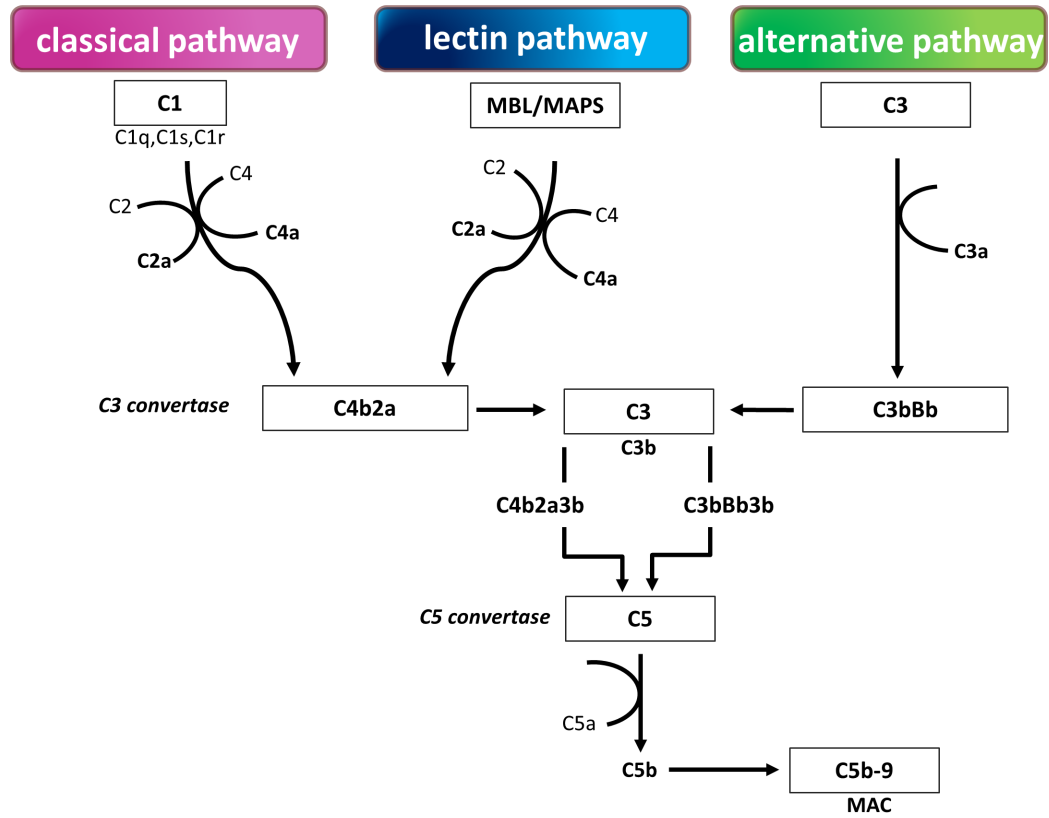 classical pathway
lectin pathway
alternative pathway
C1
MBL/MAPS
C3
C1q,C1s,C1r
C4
C2
C4a
C2a
C2
C4
C2a
C4a
C3a
C3 convertase
C4b2a
C3
C3bBb
C3b
C4b2a3b
C3bBb3b
C5 convertase
C5
C5a
C5b
C5b-9
MAC